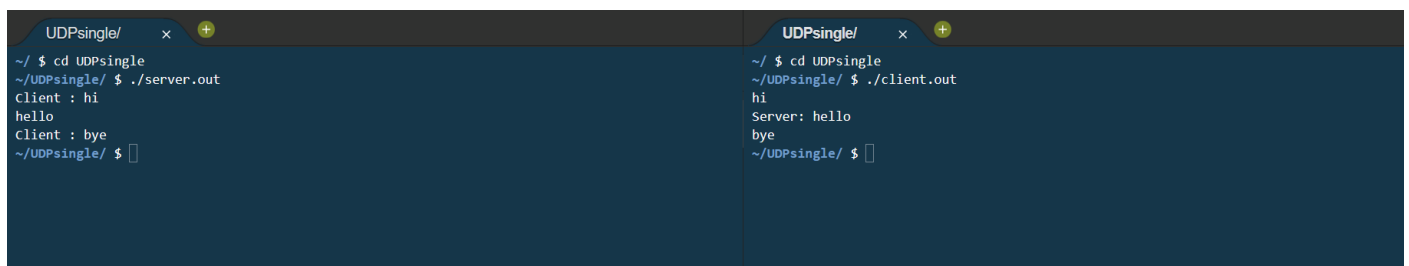 UDPsingle/ × +
~/ $ cd UDPsingle
~/UDPsingle/ $ ./server.out
Client : hi
hello
Client : bye
~/UDPsingle/ $
UDPsingle/ × +
~/ $ cd UDPsingle
~/UDPsingle/ $ ./client.out
hi
Server: hello
bye
~/UDPsingle/ $